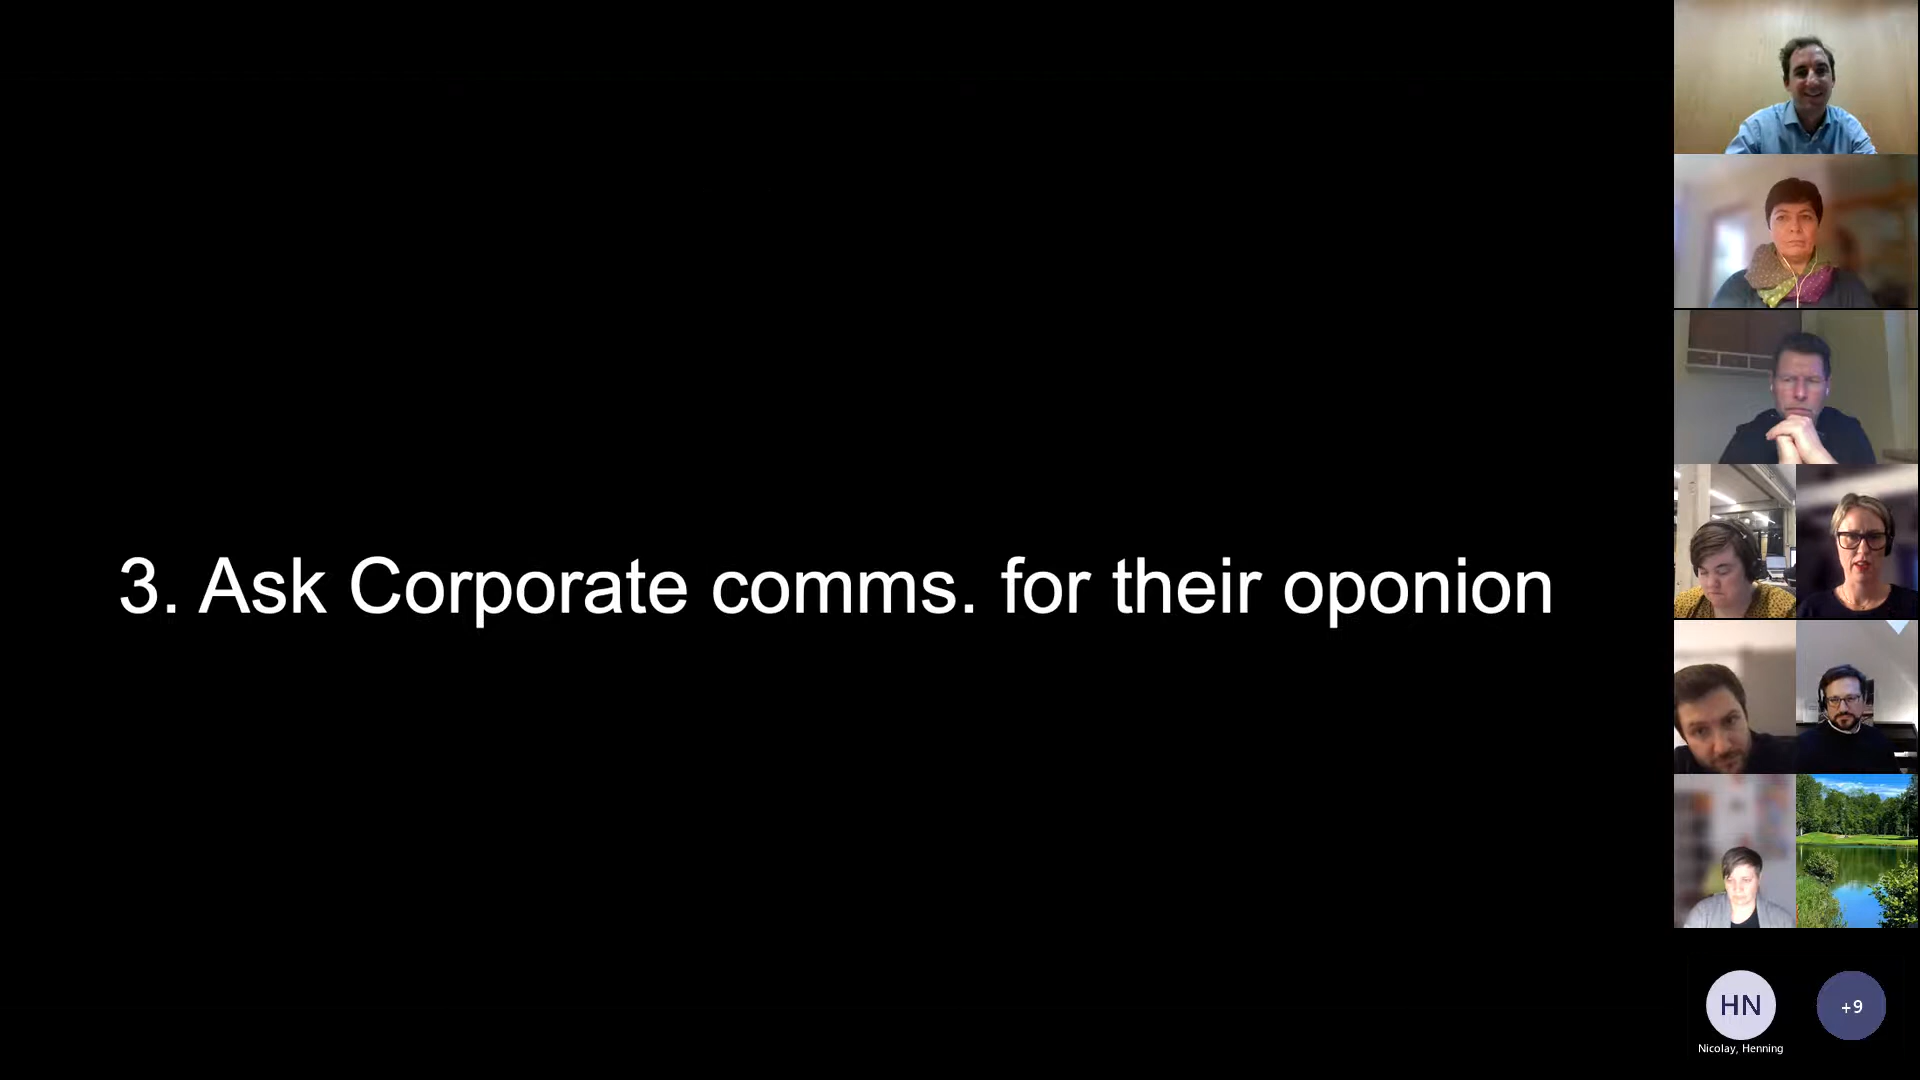 3. Ask Corporate comms. for their oponion
HN
+9
Nicolay, Henning